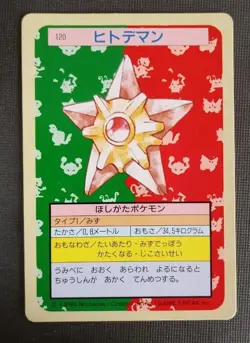 120
ヒトデマン
ほしがたポケモン
タイプ1/みず
たかさ/0,8メートル
おもさ/34,5キログラム
おもなわざ/たいあたり・みずでっぽう
かたくなる・じこさいせい
うみべに おおく あらわれ よるになると
ちゅうしんが あかく てんめつする。